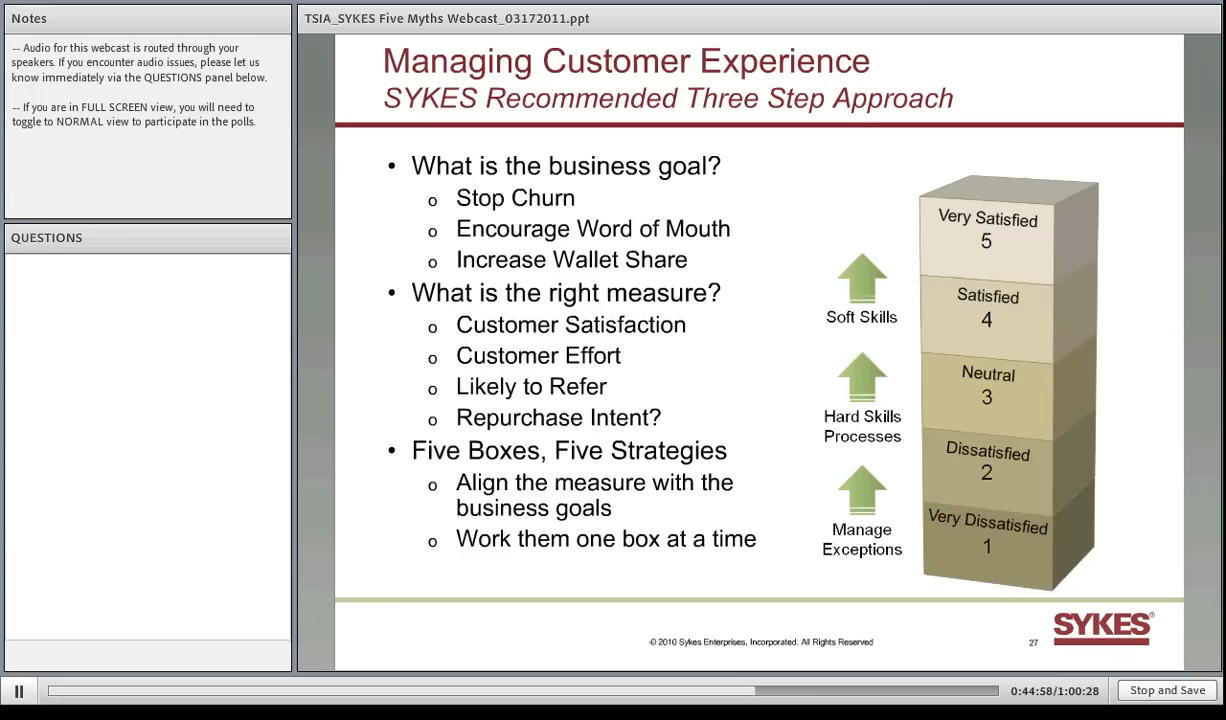 Notes
-- Audio for this webcast is routed through your
speakers. If you encounter audio issues, please let us
know immediately via the QUESTIONS panel below.
-- If you are in FULL SCREEN view, you will need to
toggle to NORMAL view to participate in the polls.
QUESTIONS
TSIA_SYKES Five Myths Webcast_03172011.ppt
Managing Customer Experience
SYKES Recommended Three Step Approach
• What is the business goal?
o Stop Churn
o Encourage Word of Mouth
o Increase Wallet Share
• What is the right measure?
o Customer Satisfaction
o Customer Effort
o Likely to Refer
o Repurchase Intent?
• Five Boxes, Five Strategies
o Align the measure with the
business goals
o Work them one box at a time
Soft Skills
Hard Skills
Processes
Manage
Exceptions
Very Satisfied
5
Satisfied
4
Neutral
3
Dissatisfied
2
Very Dissatisfied
1
© 2010 Sykes Enterprises, Incorporated. All Rights Reserved
27
SYKES®
0:44:58/1:00:28
Stop and Save